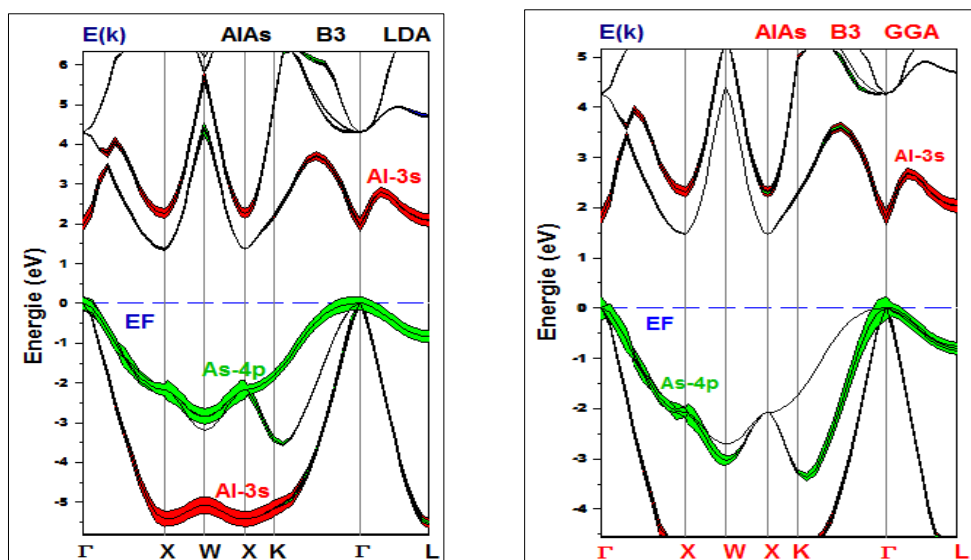 E(k) AlAs B3 LDA
6
5
4
3
2
1
0
-1
-2
-3
-4
-5
Energie (eV)
Al-3s
EF
As-4p
Al-3s
Γ X W X K Γ L
E(k) AlAs B3 GGA
5
4
3
2
1
0
-1
-2
-3
-4
Energie (eV)
Al-3s
EF
As-4p
Γ X W X K Γ L